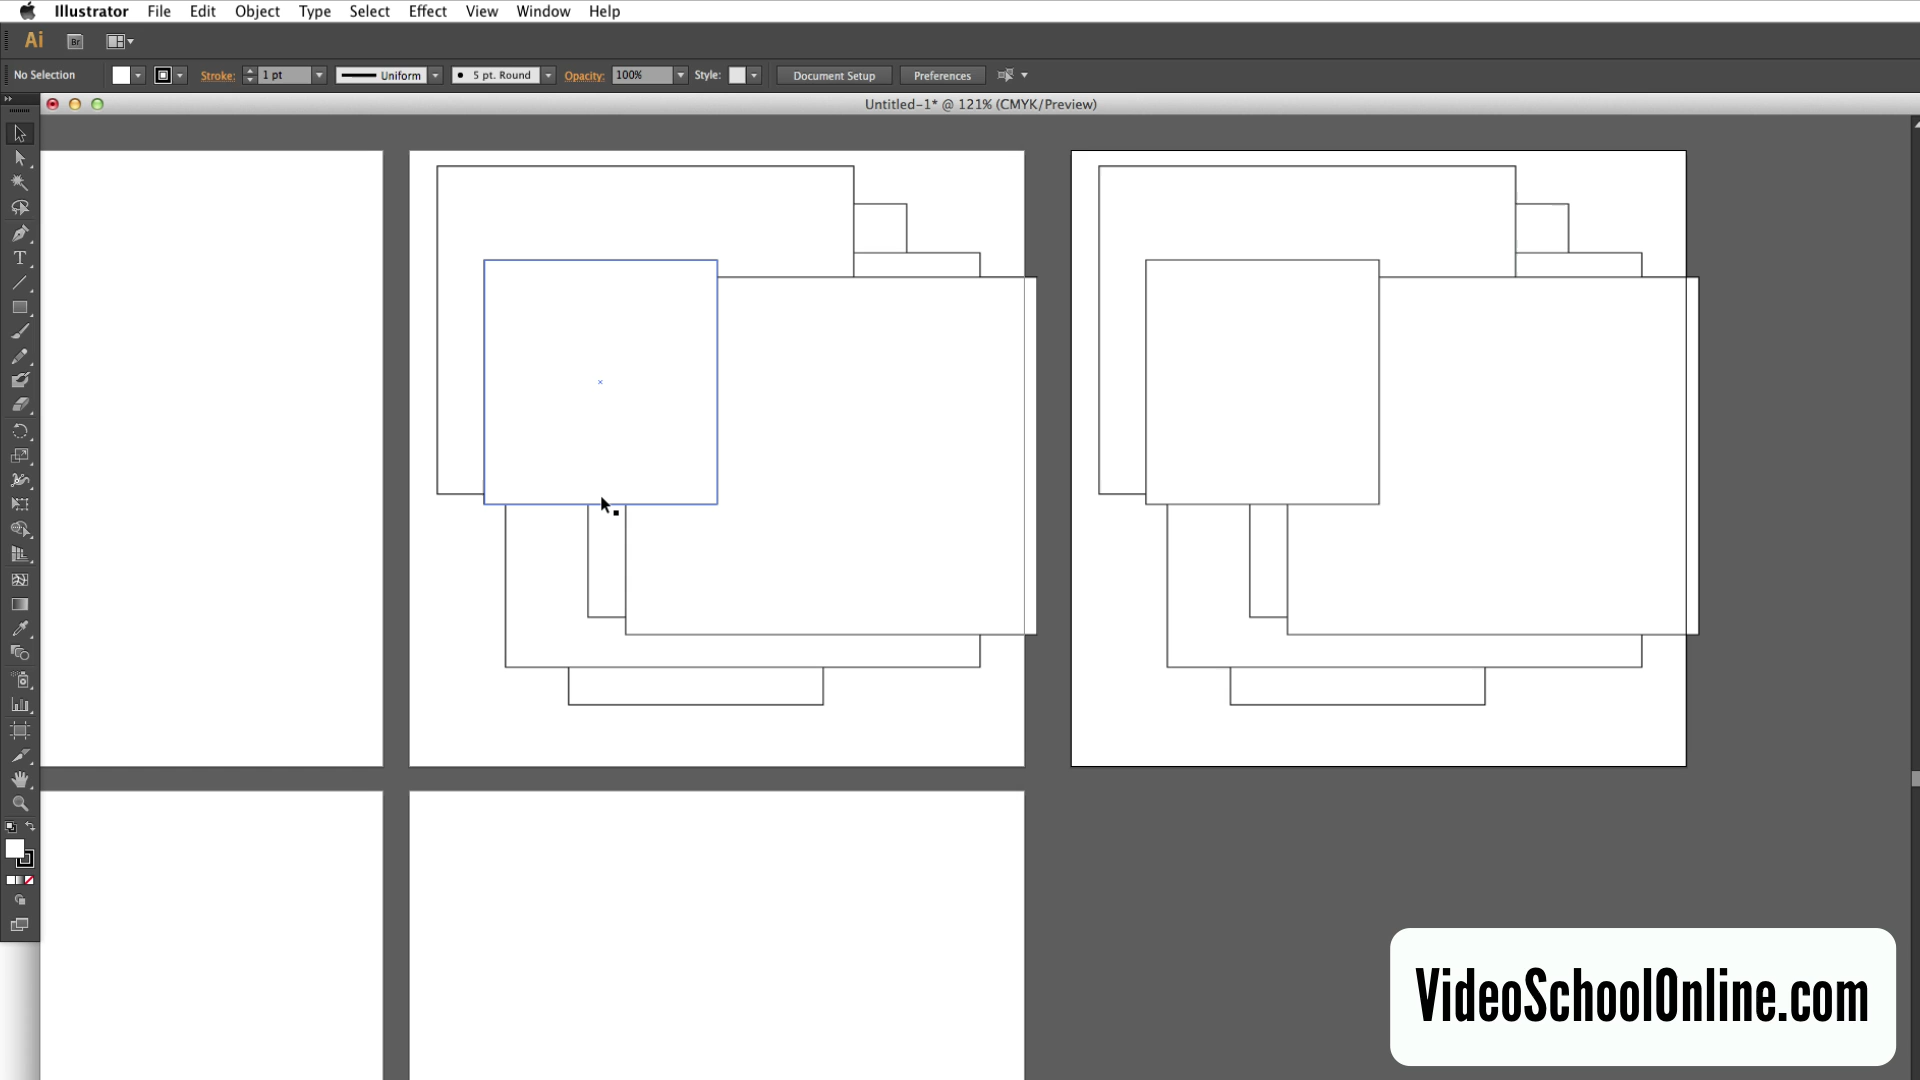 Illustrator File Edit Object Type Select Effect View Window Help
Ai Br
No Selection Stroke: 1 pt Uniform 5 pt. Round Opacity: 100% Style: Document Setup Preferences
Untitled-1* @ 121% (CMYK/Preview)
T
VideoSchoolOnline.com